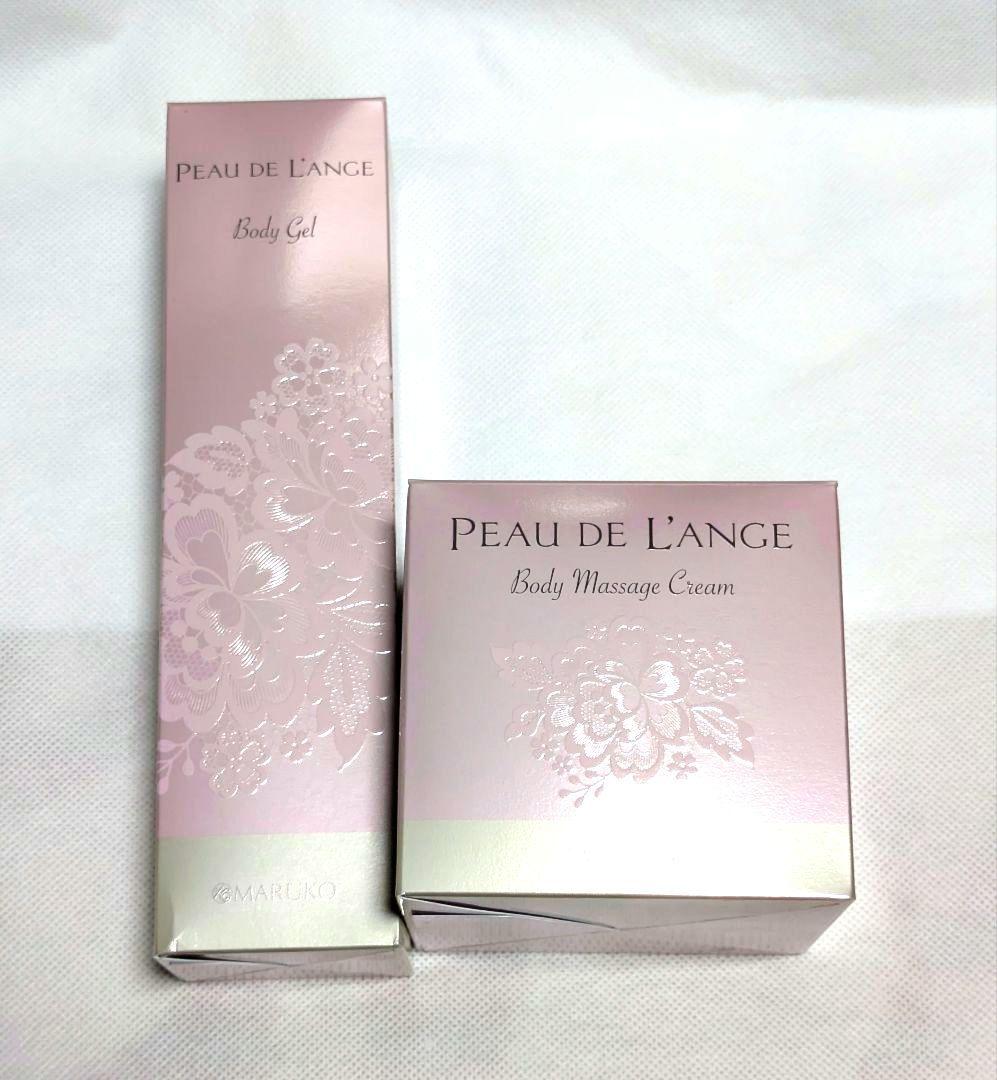 PEAU DE L'ANGE
Body Gel
MARUKO
PEAU DE L'ANGE
Body Massage Cream